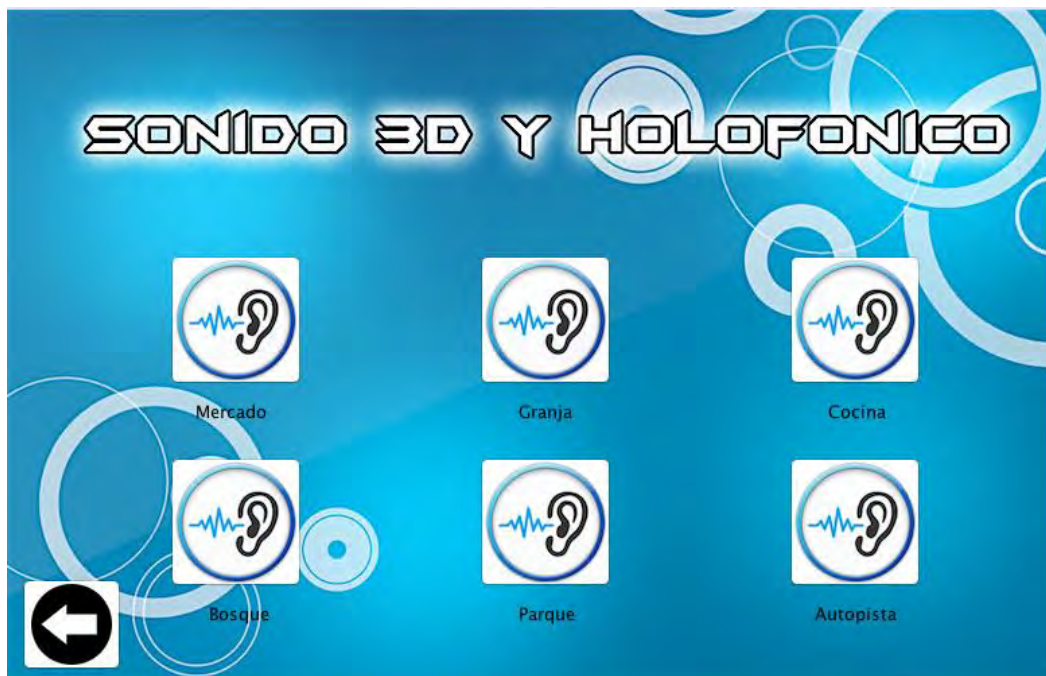 SONIDO 3D Y HOLOFONICO
Mercado Granja Cocina
Bosque Parque Autopista